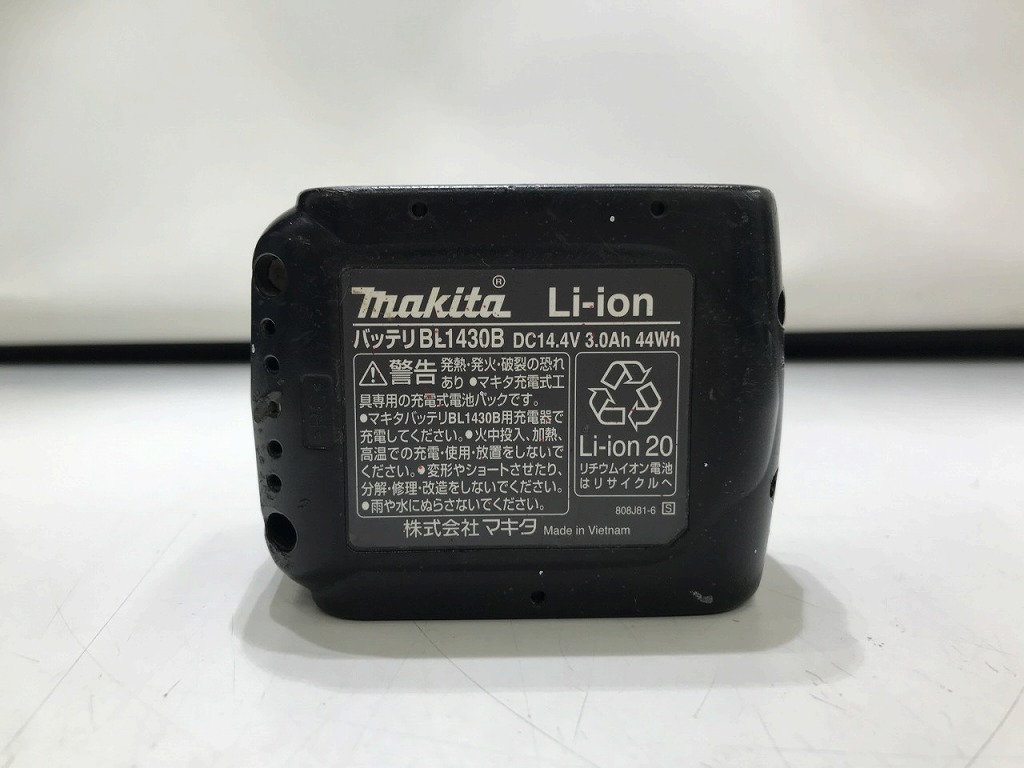 makita® Li-ion
バッテリBL1430B DC14.4V 3.0Ah 44Wh
⚠警告 発熱・発火・破裂の恐れ
あり ●マキタ充電式工
具専用の充電式電池パックです。
●マキタバッテリBL1430B用充電器で
充電してください。●火中投入、加熱、
高温での充電・使用・放置をしないで
ください。●変形やショートさせたり、
分解・修理・改造をしないでください。
●雨や水にぬらさないでください。
Li-ion 20
リチウムイオン電池
はリサイクルへ
808J81-6 S
株式会社マキタ Made in Vietnam